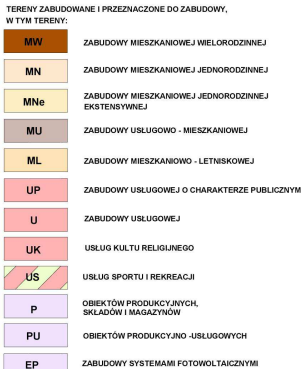 TERENY ZABUDOWANE I PRZEZNACZONE DO ZABUDOWY,
W TYM TERENY:
MW ZABUDOWY MIESZKANIOWEJ WIELORODZINNEJ
MN ZABUDOWY MIESZKANIOWEJ JEDNORODZINNEJ
MNe ZABUDOWY MIESZKANIOWEJ JEDNORODZINNEJ
EKSTENSYWNEJ
MU ZABUDOWY USŁUGOWO - MIESZKANIOWEJ
ML ZABUDOWY MIESZKANIOWO - LETNISKOWEJ
UP ZABUDOWY USŁUGOWEJ O CHARAKTERZE PUBLICZNYM
U ZABUDOWY USŁUGOWEJ
UK USŁUG KULTU RELIGIJNEGO
US USŁUG SPORTU I REKREACJI
P OBIEKTÓW PRODUKCYJNYCH,
SKŁADÓW I MAGAZYNÓW
PU OBIEKTÓW PRODUKCYJNO -USŁUGOWYCH
EP ZABUDOWY SYSTEMAMI FOTOWOLTAICZNYMI